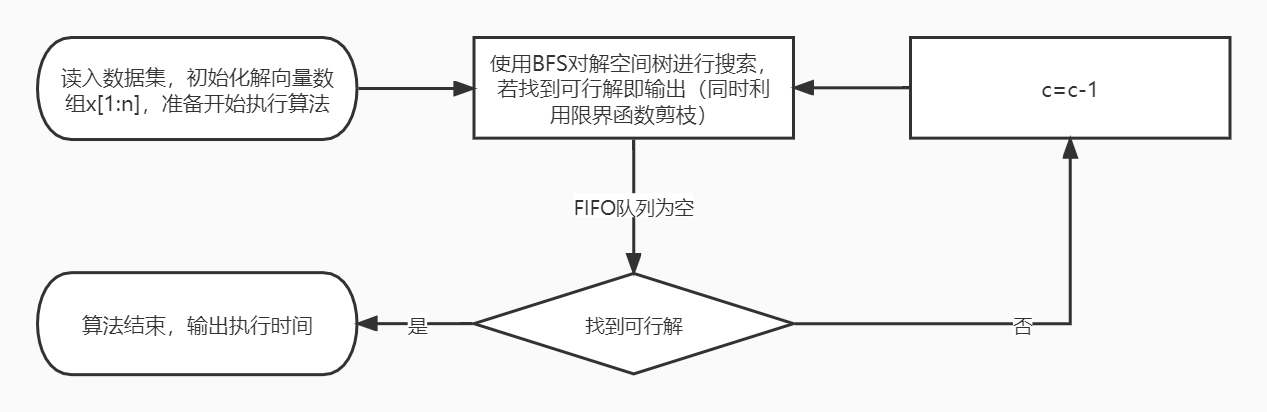 读入数据集，初始化解向量数
组x[1:n]，准备开始执行算法
使用BFS对解空间树进行搜索，
若找到可行解即输出（同时利
用限界函数剪枝）
c=c-1
FIFO队列为空
算法结束，输出执行时间
是
找到可行解
否